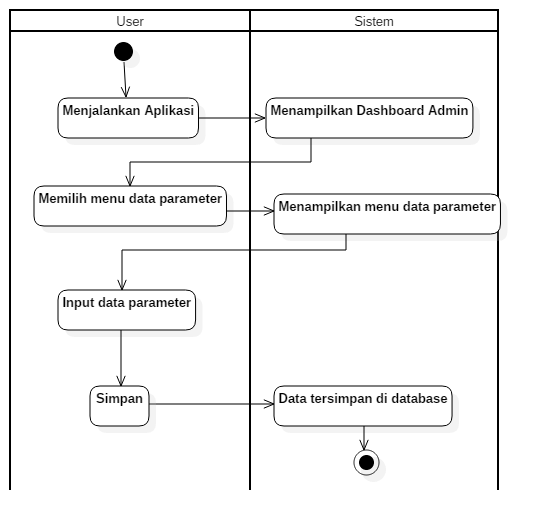 User
Sistem
Menjalankan Aplikasi
Menampilkan Dashboard Admin
Memilih menu data parameter
Menampilkan menu data parameter
Input data parameter
Simpan
Data tersimpan di database